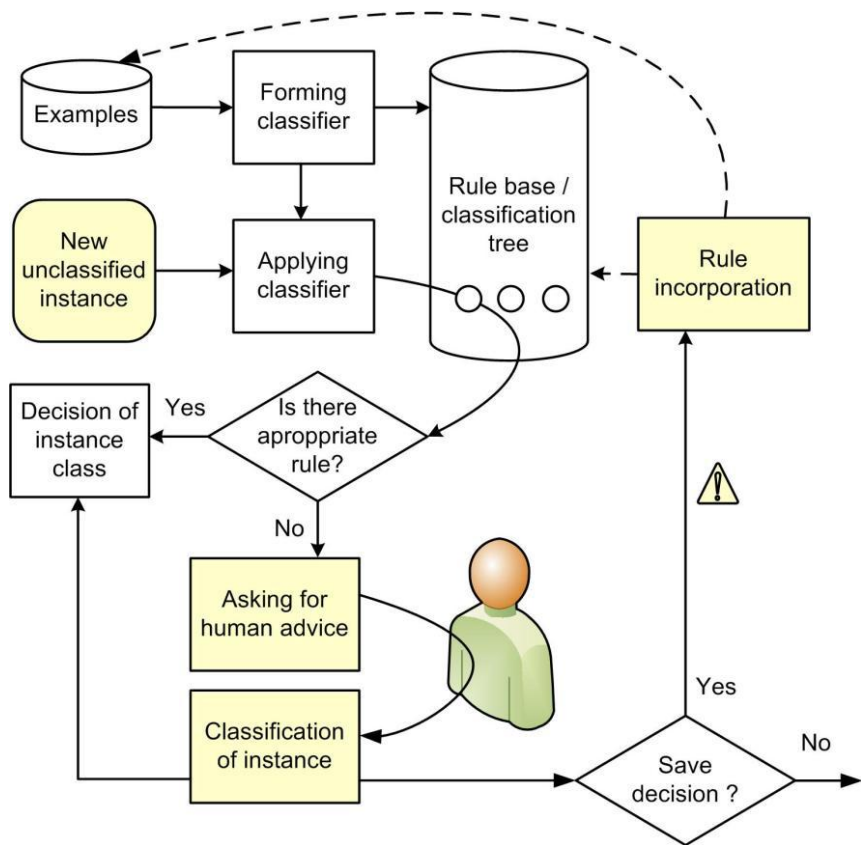 Examples
Forming
classifier
Rule base /
classification
tree
New
unclassified
instance
Applying
classifier
Rule
incorporation
Decision of
instance
class
Yes
Is there
aproppriate
rule?
No
Asking for
human advice
Classification
of instance
Yes
No
Save
decision ?
!